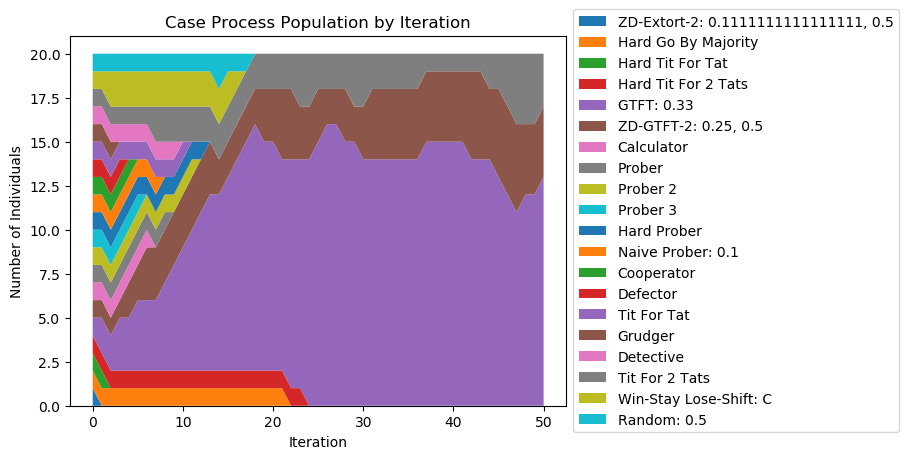 Case Process Population by Iteration
20.0
17.5
15.0
12.5
10.0
7.5
5.0
2.5
0.0
Number of Individuals
0 10 20 30 40 50
Iteration
ZD-Extort-2: 0.1111111111111111, 0.5
Hard Go By Majority
Hard Tit For Tat
Hard Tit For 2 Tats
GTFT: 0.33
ZD-GTFT-2: 0.25, 0.5
Calculator
Prober
Prober 2
Prober 3
Hard Prober
Naive Prober: 0.1
Cooperator
Defector
Tit For Tat
Grudger
Detective
Tit For 2 Tats
Win-Stay Lose-Shift: C
Random: 0.5